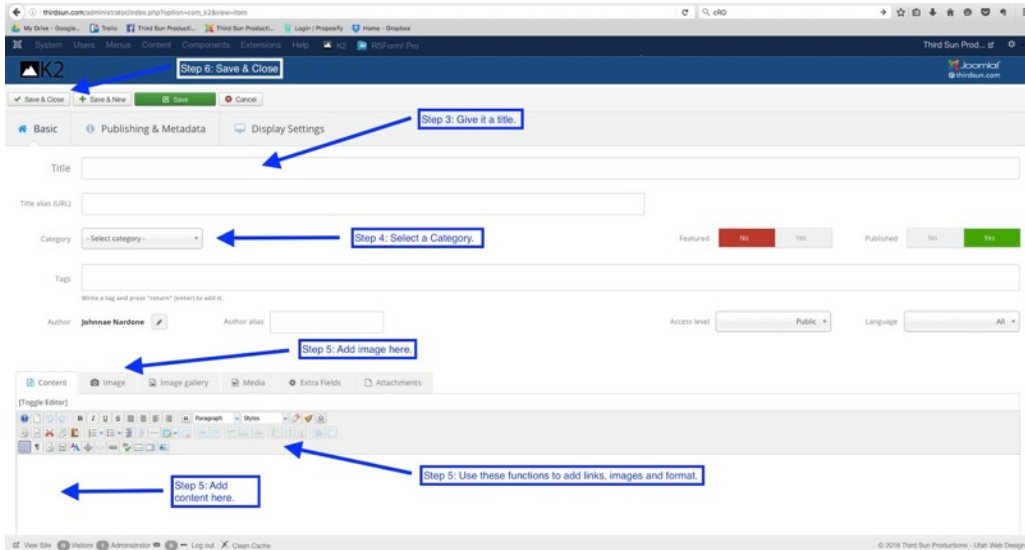 thirdsun.com/administrator/index.php?option=com_k2&view=item
cRO
My Drive - Google... Trello Third Sun Producti... Third Sun Producti... Login | Proposify Home - Dropbox
System Users Menus Content Components Extensions Help K2 RSForm! Pro
Third Sun Prod...
K2
Step 6: Save & Close
Joomla!
@thirdsun.com
Save & Close Save & New Save Cancel
Step 3: Give it a title.
Basic Publishing & Metadata Display Settings
Title
Title alias (URL)
Category - Select category - Step 4: Select a Category. Featured No Yes Published No Yes
Tags
Write a tag and press "return" (enter) to add it.
Author Johnnae Nardone Author alias Access level Public Language All
Step 5: Add image here.
Content Image Image gallery Media Extra Fields Attachments
[Toggle Editor]
B I U S Paragraph Styles
Step 5: Use these functions to add links, images and format.
Step 5: Add
content here.
View Site 0 Visitors 1 Administrator 0 Log out Clean Cache
© 2016 Third Sun Productions - Utah Web Design